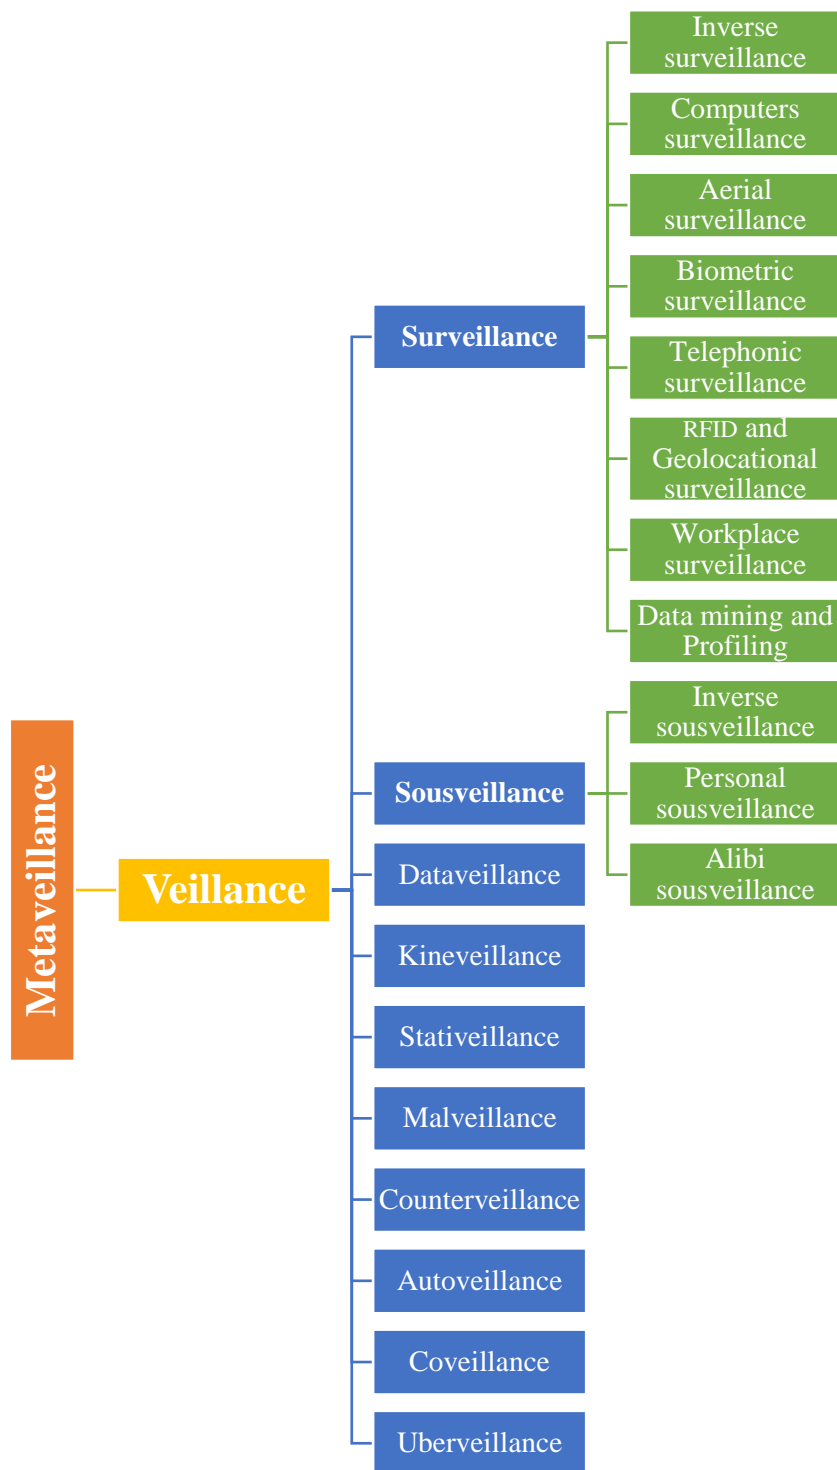 Metaveillance
Veillance
Surveillance
Inverse
surveillance
Computers
surveillance
Aerial
surveillance
Biometric
surveillance
Telephonic
surveillance
RFID and
Geolocational
surveillance
Workplace
surveillance
Data mining and
Profiling
Sousveillance
Inverse
sousveillance
Personal
sousveillance
Alibi
sousveillance
Dataveillance
Kineveillance
Stativeillance
Malveillance
Counterveillance
Autoveillance
Coveillance
Uberveillance